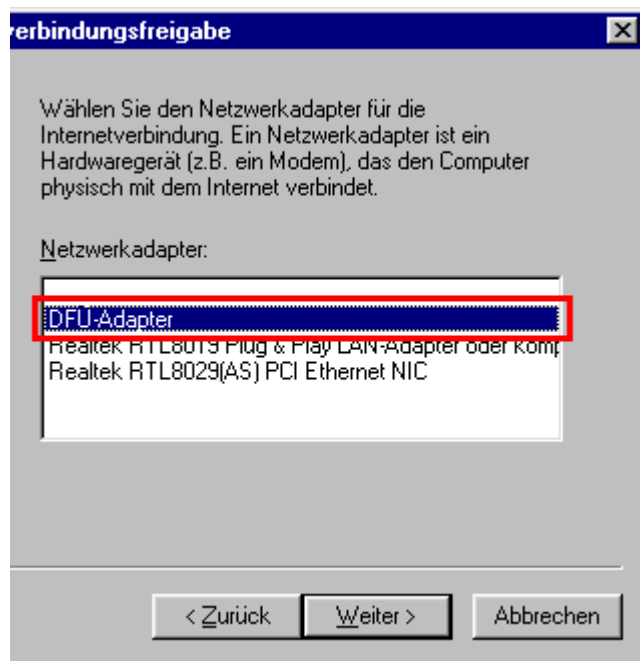 erbindungsfreigabe
Wählen Sie den Netzwerkadapter für die
Internetverbindung. Ein Netzwerkadapter ist ein
Hardwaregerät (z.B. ein Modem), das den Computer
physisch mit dem Internet verbindet.
Netzwerkadapter:
DFÜ-Adapter
Realtek RTL8019 Plug & Play LAN-Adapter oder Komp
Realtek RTL8029(AS) PCI Ethernet NIC
< Zurück Weiter > Abbrechen